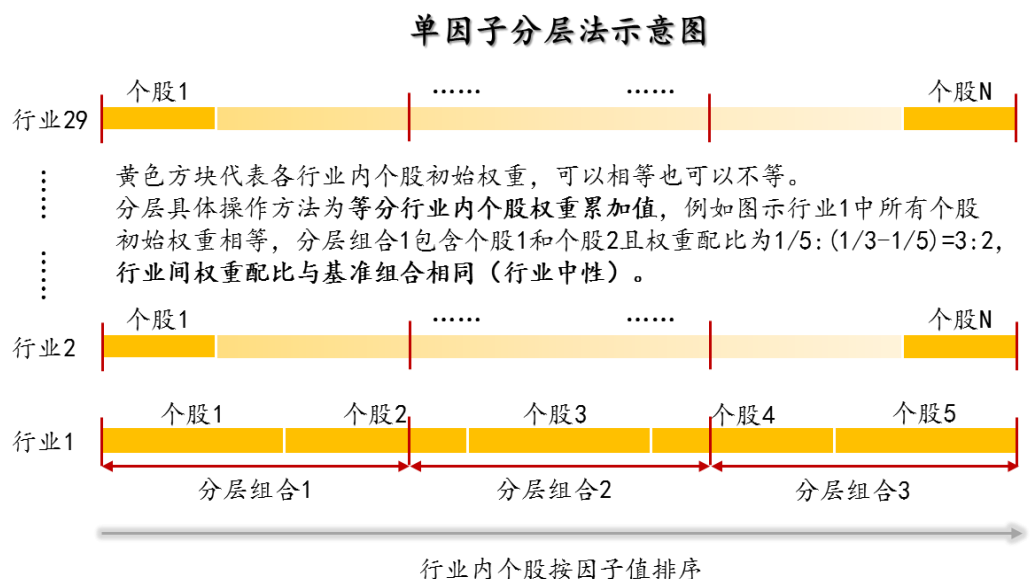 单因子分层法示意图
个股1 …… …… 个股N
行业29
黄色方块代表各行业内个股初始权重，可以相等也可以不等。
分层具体操作方法为等分行业内个股权重累加值，例如图示行业1中所有个股
初始权重相等，分层组合1包含个股1和个股2且权重配比为1/5:(1/3-1/5)=3:2，
行业间权重配比与基准组合相同（行业中性）。
……
……
个股1 …… …… 个股N
行业2
个股1 个股2 个股3 个股4 个股5
行业1
分层组合1 分层组合2 分层组合3
行业内个股按因子值排序